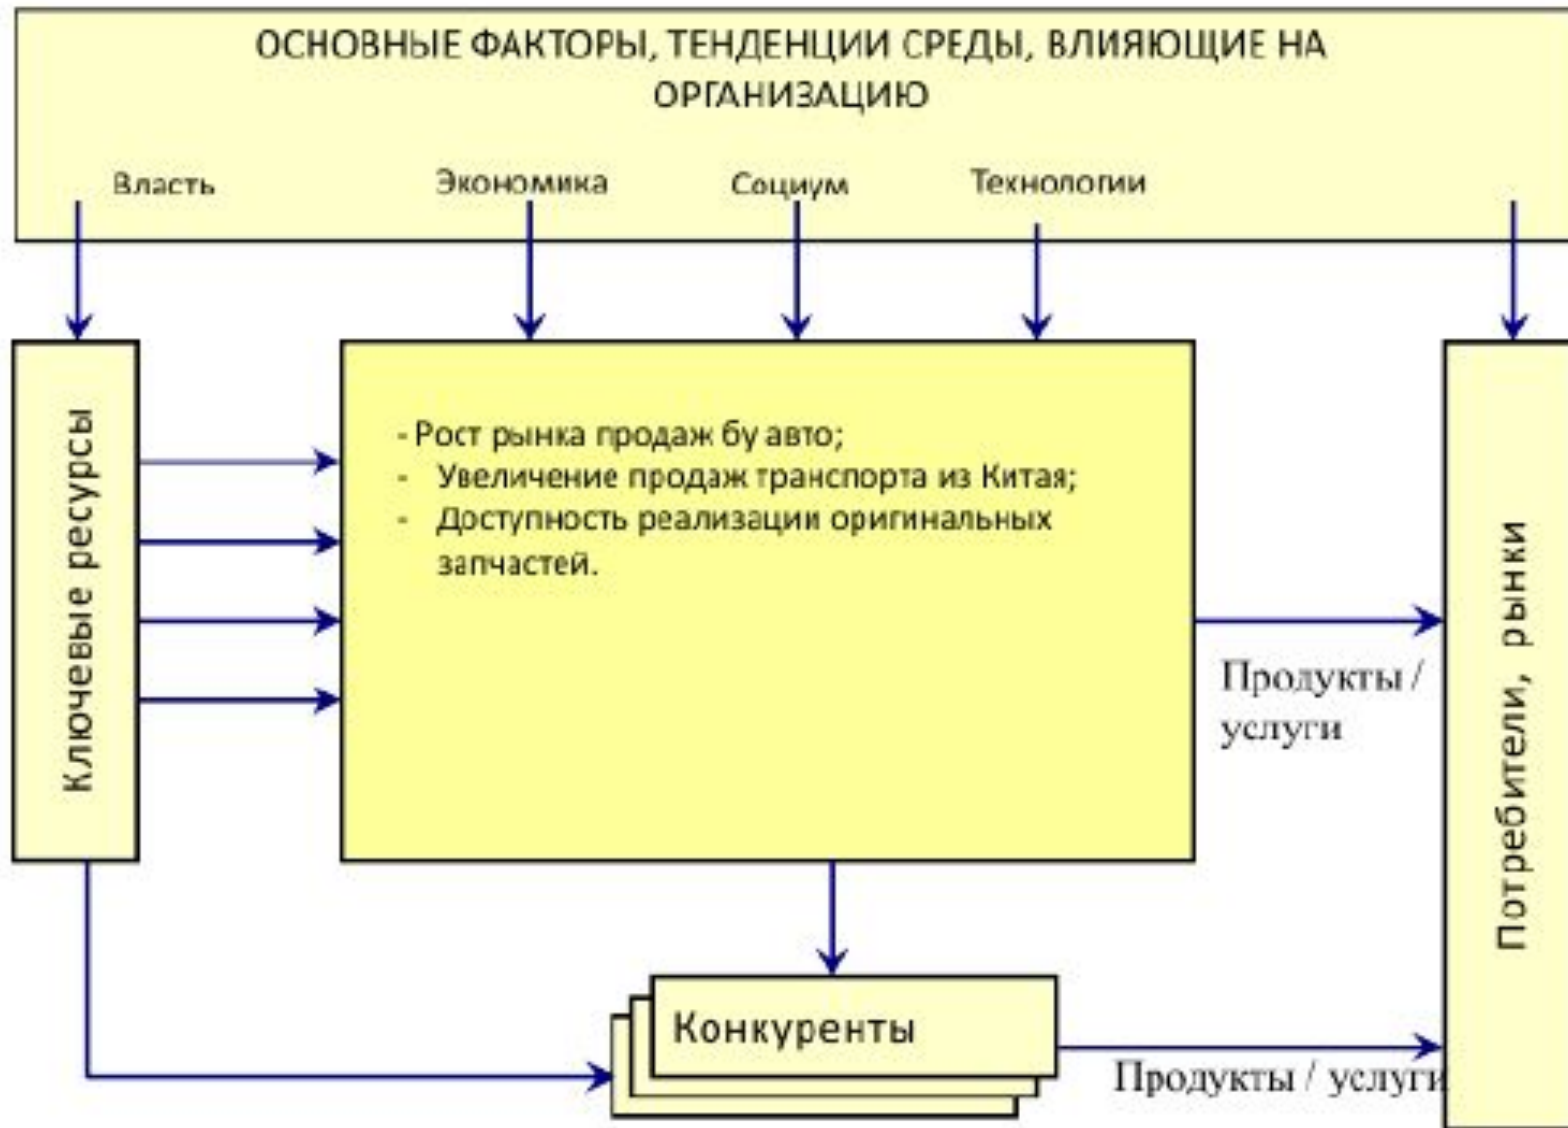 ОСНОВНЫЕ ФАКТОРЫ, ТЕНДЕНЦИИ СРЕДЫ, ВЛИЯЮЩИЕ НА
ОРГАНИЗАЦИЮ
Власть
Экономика
Социум
Технологии
Ключевые ресурсы
- Рост рынка продаж бу авто;
- Увеличение продаж транспорта из Китая;
- Доступность реализации оригинальных
запчастей.
Продукты /
услуги
Потребители, рынки
Конкуренты
Продукты / услуги